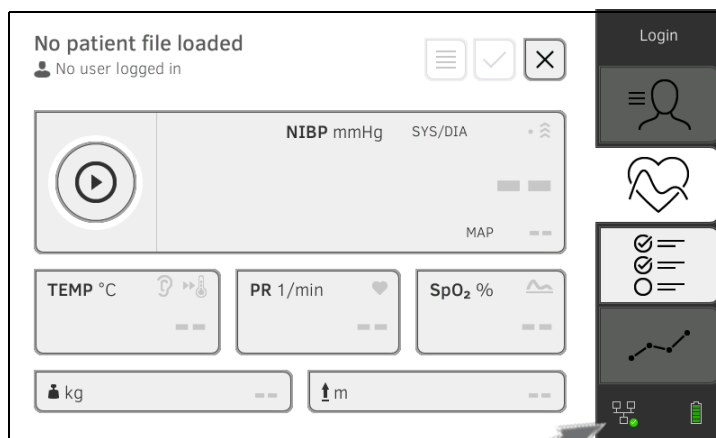 No patient file loaded
No user logged in
Login
NIBP mmHg SYS/DIA
-- --
MAP --
TEMP °C
--
PR 1/min
--
SpO₂ %
--
kg --
m --